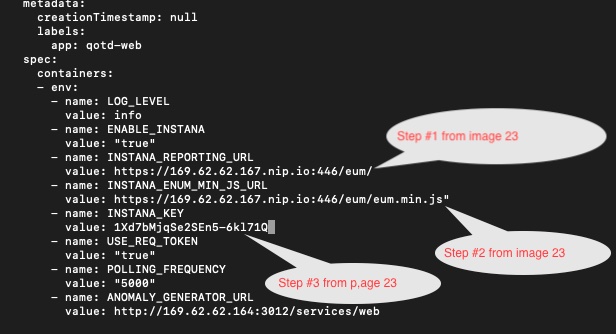 metadata:
creationTimestamp: null
labels:
app: qotd-web
spec:
containers:
- env:
- name: LOG_LEVEL
value: info
- name: ENABLE_INSTANA
value: "true"
- name: INSTANA_REPORTING_URL
value: https://169.62.62.167.nip.io:446/eum/
- name: INSTANA_ENUM_MIN_JS_URL
value: https://169.62.62.167.nip.io:446/eum/eum.min.js"
- name: INSTANA_KEY
value: 1Xd7bMjqSe2SEn5-6kl71Q
- name: USE_REQ_TOKEN
value: "true"
- name: POLLING_FREQUENCY
value: "5000"
- name: ANOMALY_GENERATOR_URL
value: http://169.62.62.164:3012/services/web
Step #1 from image 23
Step #2 from image 23
Step #3 from p,age 23